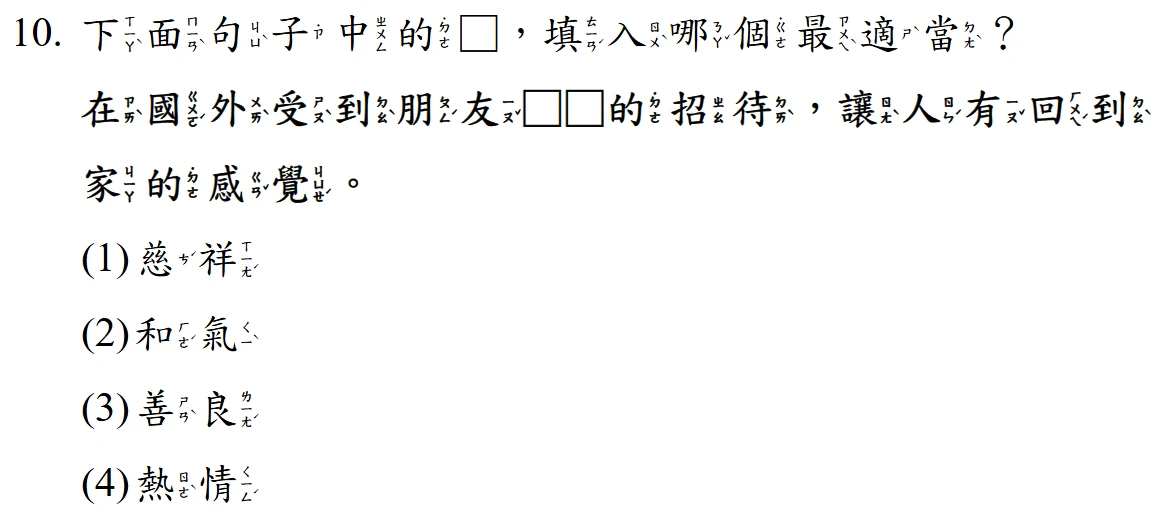 10. 下面句子中的□，填入哪個最適當？
在國外受到朋友□□的招待，讓人有回到
家的感覺。
(1) 慈祥
(2) 和氣
(3) 善良
(4) 熱情